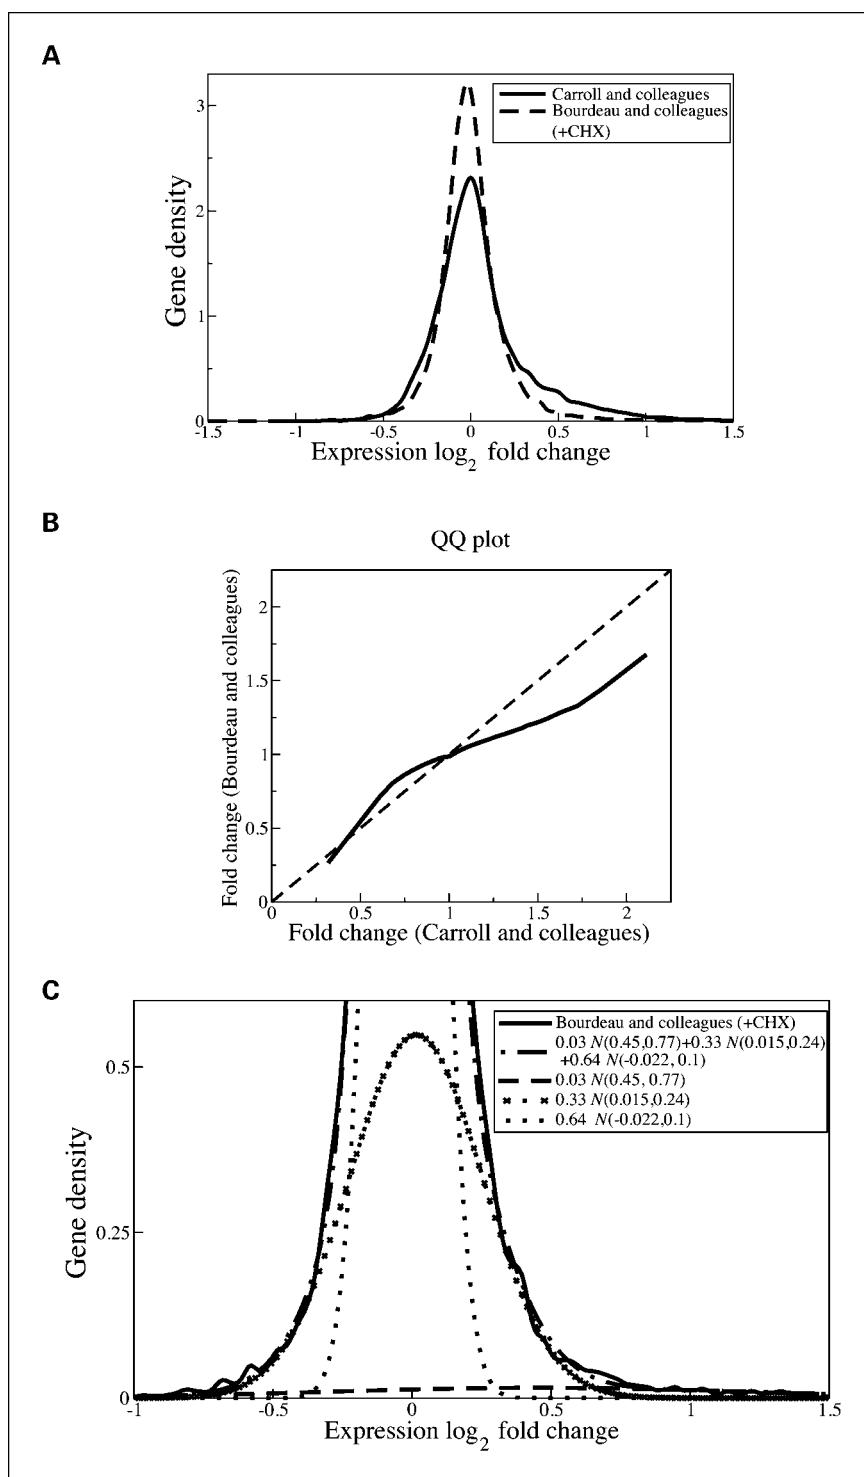 A
3
2
1
0
Gene density
Carroll and colleagues
Bourdeau and colleagues
(+CHX)
-1.5 -1 -0.5 0 0.5 1 1.5
Expression log2 fold change
B
QQ plot
2
1.5
1
0.5
0
Fold change (Bourdeau and colleagues)
0 0.5 1 1.5 2
Fold change (Carroll and colleagues)
C
0.5
0.25
0
Gene density
Bourdeau and colleagues (+CHX)
0.03 N(0.45,0.77)+0.33 N(0.015,0.24)
+0.64 N(-0.022, 0.1)
0.03 N(0.45, 0.77)
0.33 N(0.015,0.24)
0.64 N(-0.022,0.1)
-1 -0.5 0 0.5 1 1.5
Expression log2 fold change